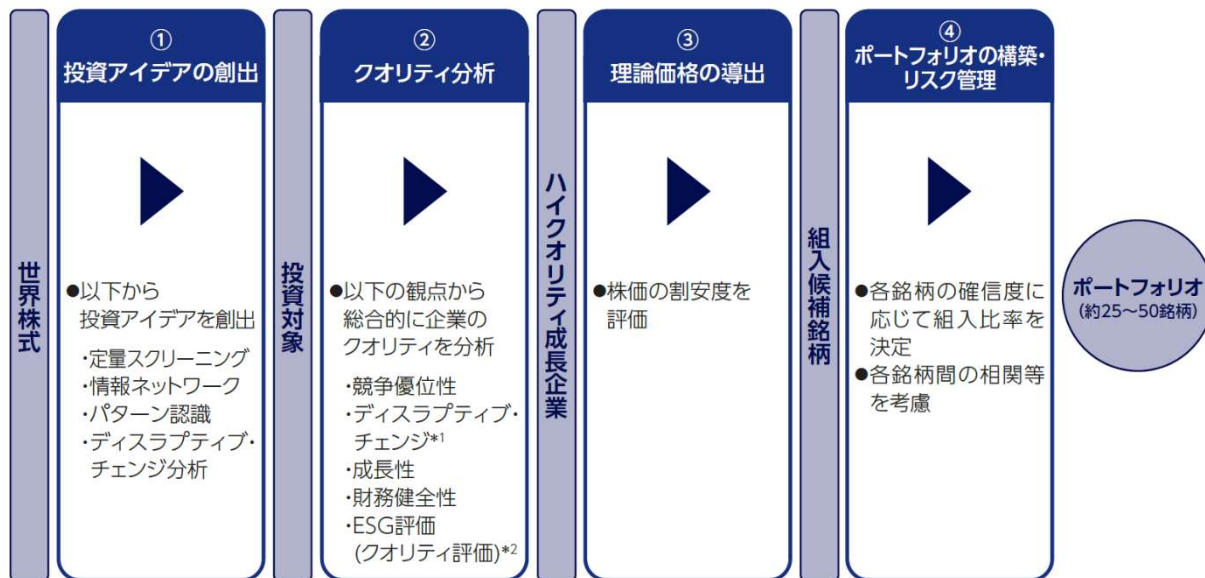 世界株式
①
投資アイデアの創出
●以下から
投資アイデアを創出
・定量スクリーニング
・情報ネットワーク
・パターン認識
・ディスラプティブ・
チェンジ分析
投資対象
②
クオリティ分析
●以下の観点から
総合的に企業の
クオリティを分析
・競争優位性
・ディスラプティブ・
チェンジ*1
・成長性
・財務健全性
・ESG評価
(クオリティ評価)*2
ハイクオリティ成長企業
③
理論価格の導出
●株価の割安度を
評価
組入候補銘柄
④
ポートフォリオの構築・
リスク管理
●各銘柄の確信度に
応じて組入比率を
決定
●各銘柄間の相関等
を考慮
ポートフォリオ
(約25～50銘柄)